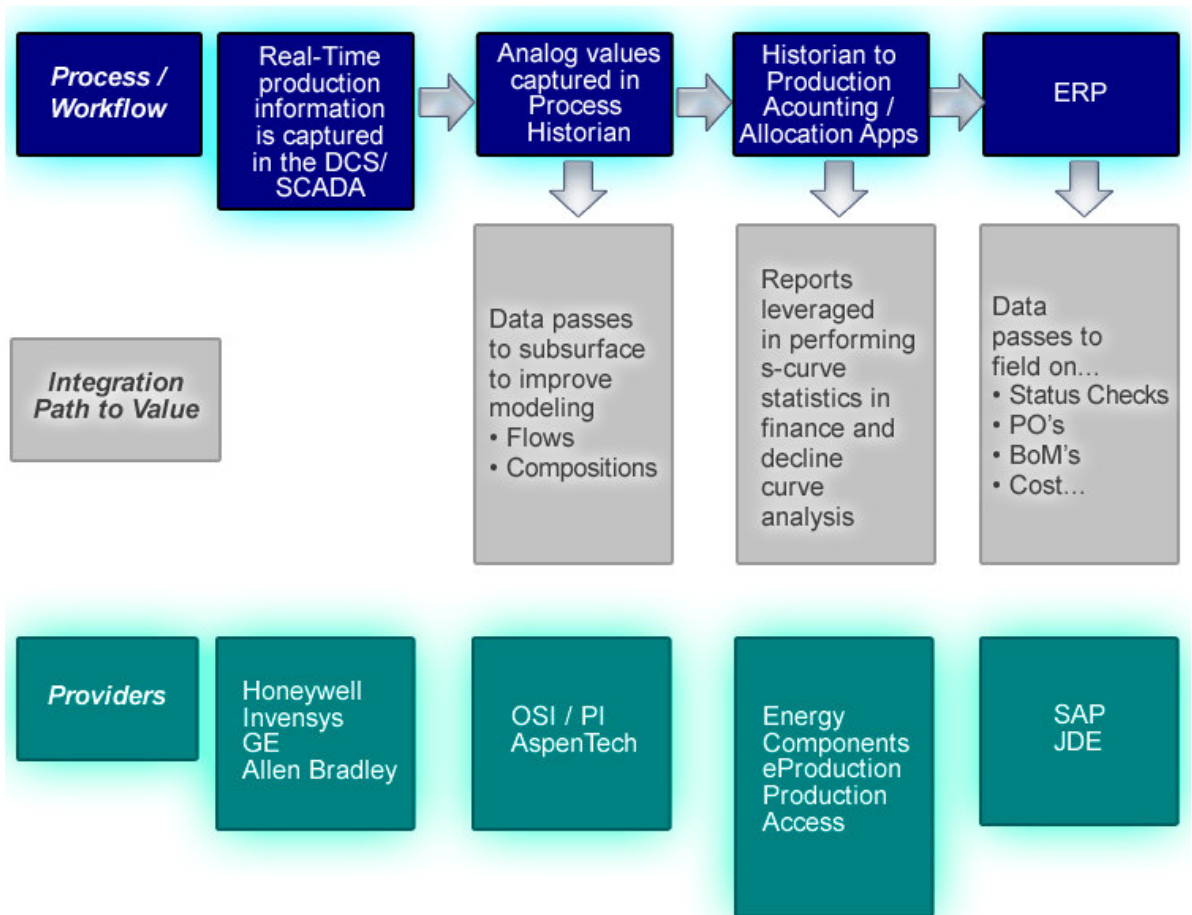 Process /
Workflow
Real-Time
production
information
is captured
in the DCS/
SCADA
Analog values
captured in
Process
Historian
Historian to
Production
Acounting /
Allocation Apps
ERP
Integration
Path to Value
Data passes
to subsurface
to improve
modeling
• Flows
• Compositions
Reports
leveraged
in performing
s-curve
statistics in
finance and
decline
curve
analysis
Data
passes to
field on...
• Status Checks
• PO's
• BoM's
• Cost...
Providers
Honeywell
Invensys
GE
Allen Bradley
OSI / PI
AspenTech
Energy
Components
eProduction
Production
Access
SAP
JDE